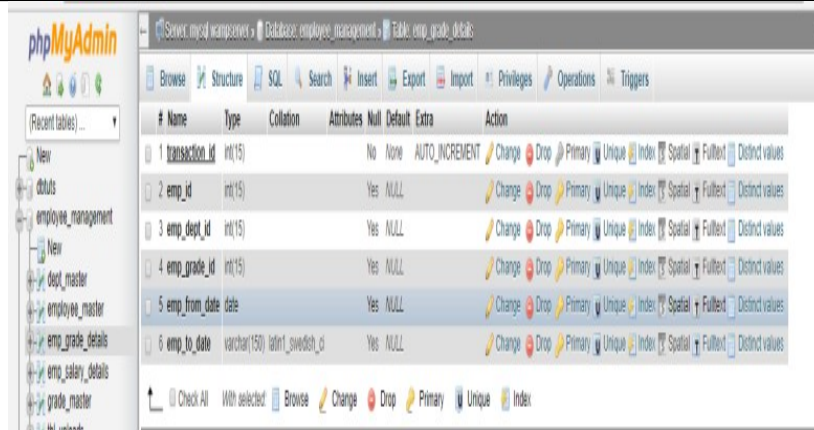 phpMyAdmin
(Recent tables) ...
New
dbtuts
employee_management
New
dept_master
employee_master
emp_grade_details
emp_salary_details
grade_master
tbl_uploads
Server: mysql wampserver » Database: employee_management » Table: emp_grade_details
Browse Structure SQL Search Insert Export Import Privileges Operations Triggers
# Name Type Collation Attributes Null Default Extra Action
1 transaction_id int(15) No None AUTO_INCREMENT Change Drop Primary Unique Index Spatial Fulltext Distinct values
2 emp_id int(15) Yes NULL Change Drop Primary Unique Index Spatial Fulltext Distinct values
3 emp_dept_id int(15) Yes NULL Change Drop Primary Unique Index Spatial Fulltext Distinct values
4 emp_grade_id int(15) Yes NULL Change Drop Primary Unique Index Spatial Fulltext Distinct values
5 emp_from_date date Yes NULL Change Drop Primary Unique Index Spatial Fulltext Distinct values
6 emp_to_date varchar(150) latin1_swedish_ci Yes NULL Change Drop Primary Unique Index Spatial Fulltext Distinct values
Check All With selected: Browse Change Drop Primary Unique Index